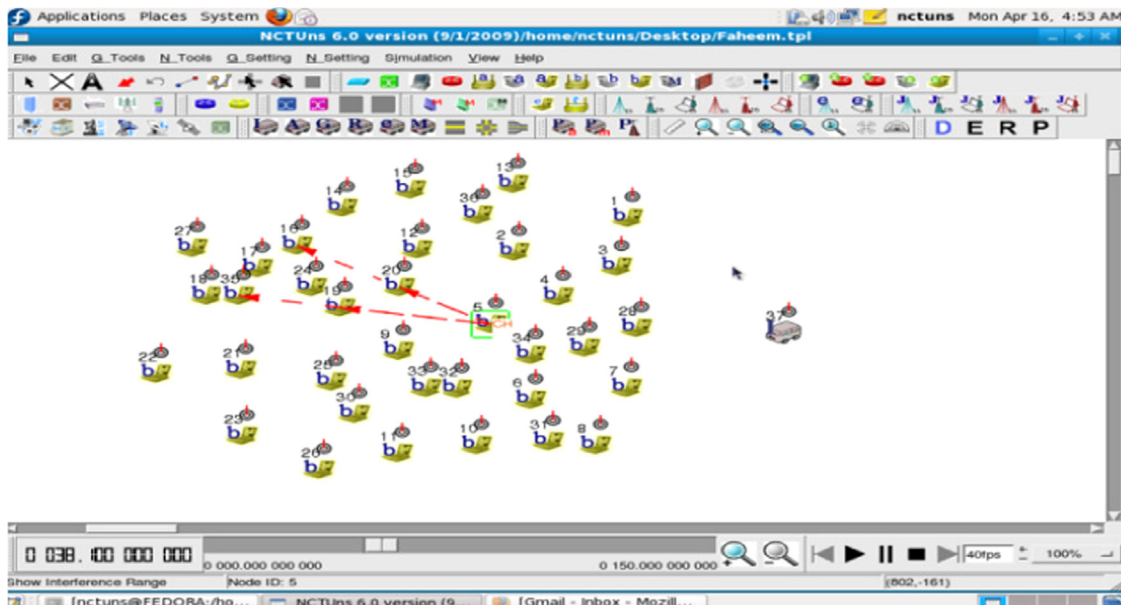 Applications Places System nctuns Mon Apr 16, 4:53 AM
NCTUns 6.0 version (9/1/2009)/home/nctuns/Desktop/Faheem.tpl
File Edit G_Tools N_Tools G_Setting N_Setting Simulation View Help
D E R P
15 13
14 36 1
27 16 12 2
17 3
18 35 24 20 4
19 5 CH 28 37
9 34 29
22 21 25 33 32 6 7
30
23 11 10 31 8
26
0 038. 100 000 000
0 000.000 000 000 0 150.000 000 000 40fps 100%
Show Interference Range Node ID: 5 (802,-161)
[nctuns@FEDORA:/ho... NCTUns 6.0 version (9... [Gmail - Inbox - Mozill...